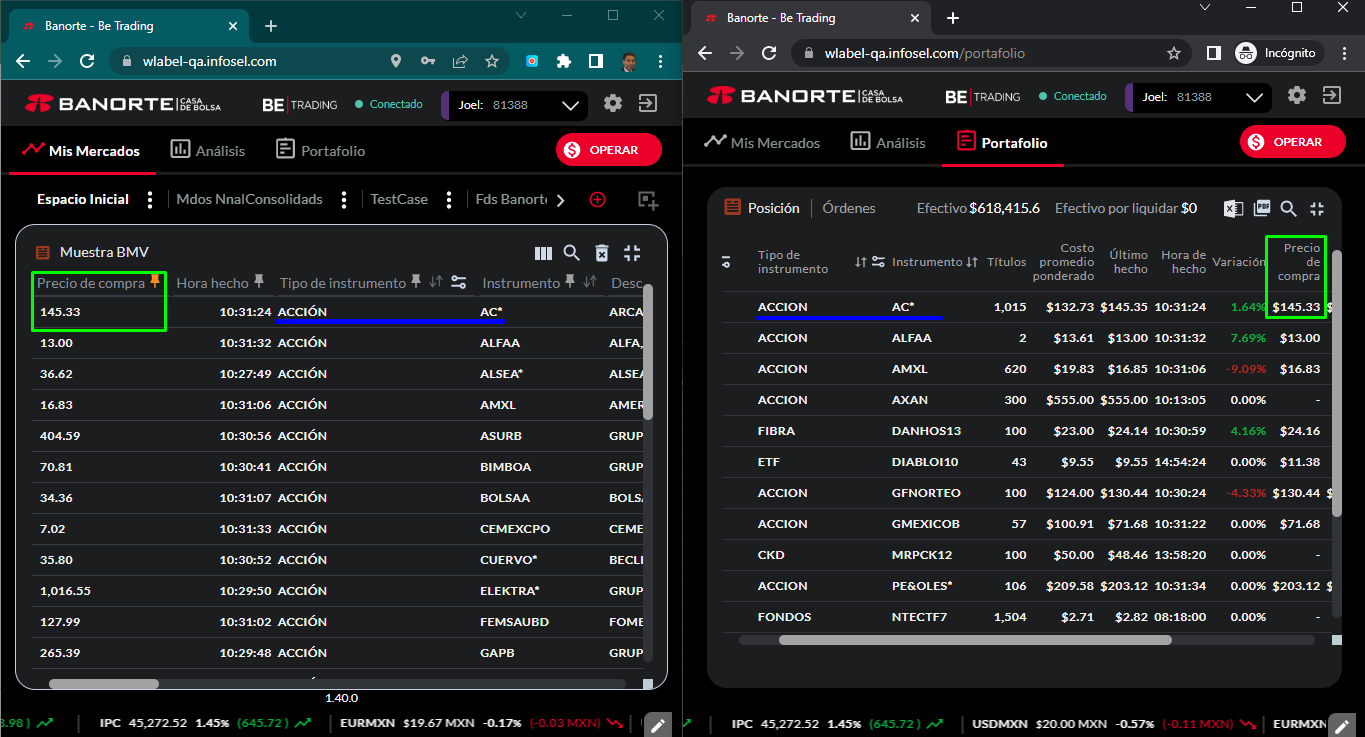 Banorte - Be Trading
wlabel-qa.infosel.com
BANORTE CASA DE BOLSA BE TRADING Conectado Joel: 81388
Mis Mercados Análisis Portafolio $ OPERAR
Espacio Inicial Mdos NnalConsolidads TestCase Fds Banorte
Muestra BMV
Precio de compra Hora hecho Tipo de instrumento Instrumento Desc
145.33 10:31:24 ACCIÓN AC* ARCA
13.00 10:31:32 ACCIÓN ALFAA ALFA,
36.62 10:27:49 ACCIÓN ALSEA* ALSEA
16.83 10:31:06 ACCIÓN AMXL AMER
404.59 10:30:56 ACCIÓN ASURB GRUP
70.81 10:30:41 ACCIÓN BIMBOA GRUP
34.36 10:31:07 ACCIÓN BOLSAA BOLSA
7.02 10:31:33 ACCIÓN CEMEXCPO CEME
35.80 10:30:52 ACCIÓN CUERVO* BECLE
1,016.55 10:29:50 ACCIÓN ELEKTRA* GRUP
127.99 10:31:02 ACCIÓN FEMSAUBD FOME
265.39 10:29:48 ACCIÓN GAPB GRUP
1.40.0
3.98 ) IPC 45,272.52 1.45% (645.72 ) EURMXN $19.67 MXN -0.17% (-0.03 MXN)
Banorte - Be Trading
wlabel-qa.infosel.com/portafolio Incógnito
BANORTE CASA DE BOLSA BE TRADING Conectado Joel: 81388
Mis Mercados Análisis Portafolio $ OPERAR
Posición Órdenes Efectivo $618,415.6 Efectivo por liquidar $0 PDF
Tipo de instrumento Instrumento Títulos Costo promedio ponderado Último hecho Hora de hecho Variación Precio de compra
ACCION AC* 1,015 $132.73 $145.35 10:31:24 1.64% $145.33 $
ACCION ALFAA 2 $13.61 $13.00 10:31:32 7.69% $13.00
ACCION AMXL 620 $19.83 $16.85 10:31:06 -9.09% $16.83
ACCION AXAN 300 $555.00 $555.00 10:13:05 0.00% -
FIBRA DANHOS13 100 $23.00 $24.14 10:30:59 4.16% $24.16
ETF DIABLOI10 43 $9.55 $9.55 14:54:24 0.00% $11.38
ACCION GFNORTEO 100 $124.00 $130.44 10:30:24 -4.33% $130.44 $
ACCION GMEXICOB 57 $100.91 $71.68 10:31:22 0.00% $71.68
CKD MRPCK12 100 $50.00 $48.46 13:58:20 0.00% -
ACCION PE&OLES* 106 $209.58 $203.12 10:31:34 0.00% $203.12 $
FONDOS NTECTF7 1,504 $2.71 $2.82 08:18:00 0.00% -
IPC 45,272.52 1.45% (645.72 ) USDMXN $20.00 MXN -0.57% (-0.11 MXN) EURMXN